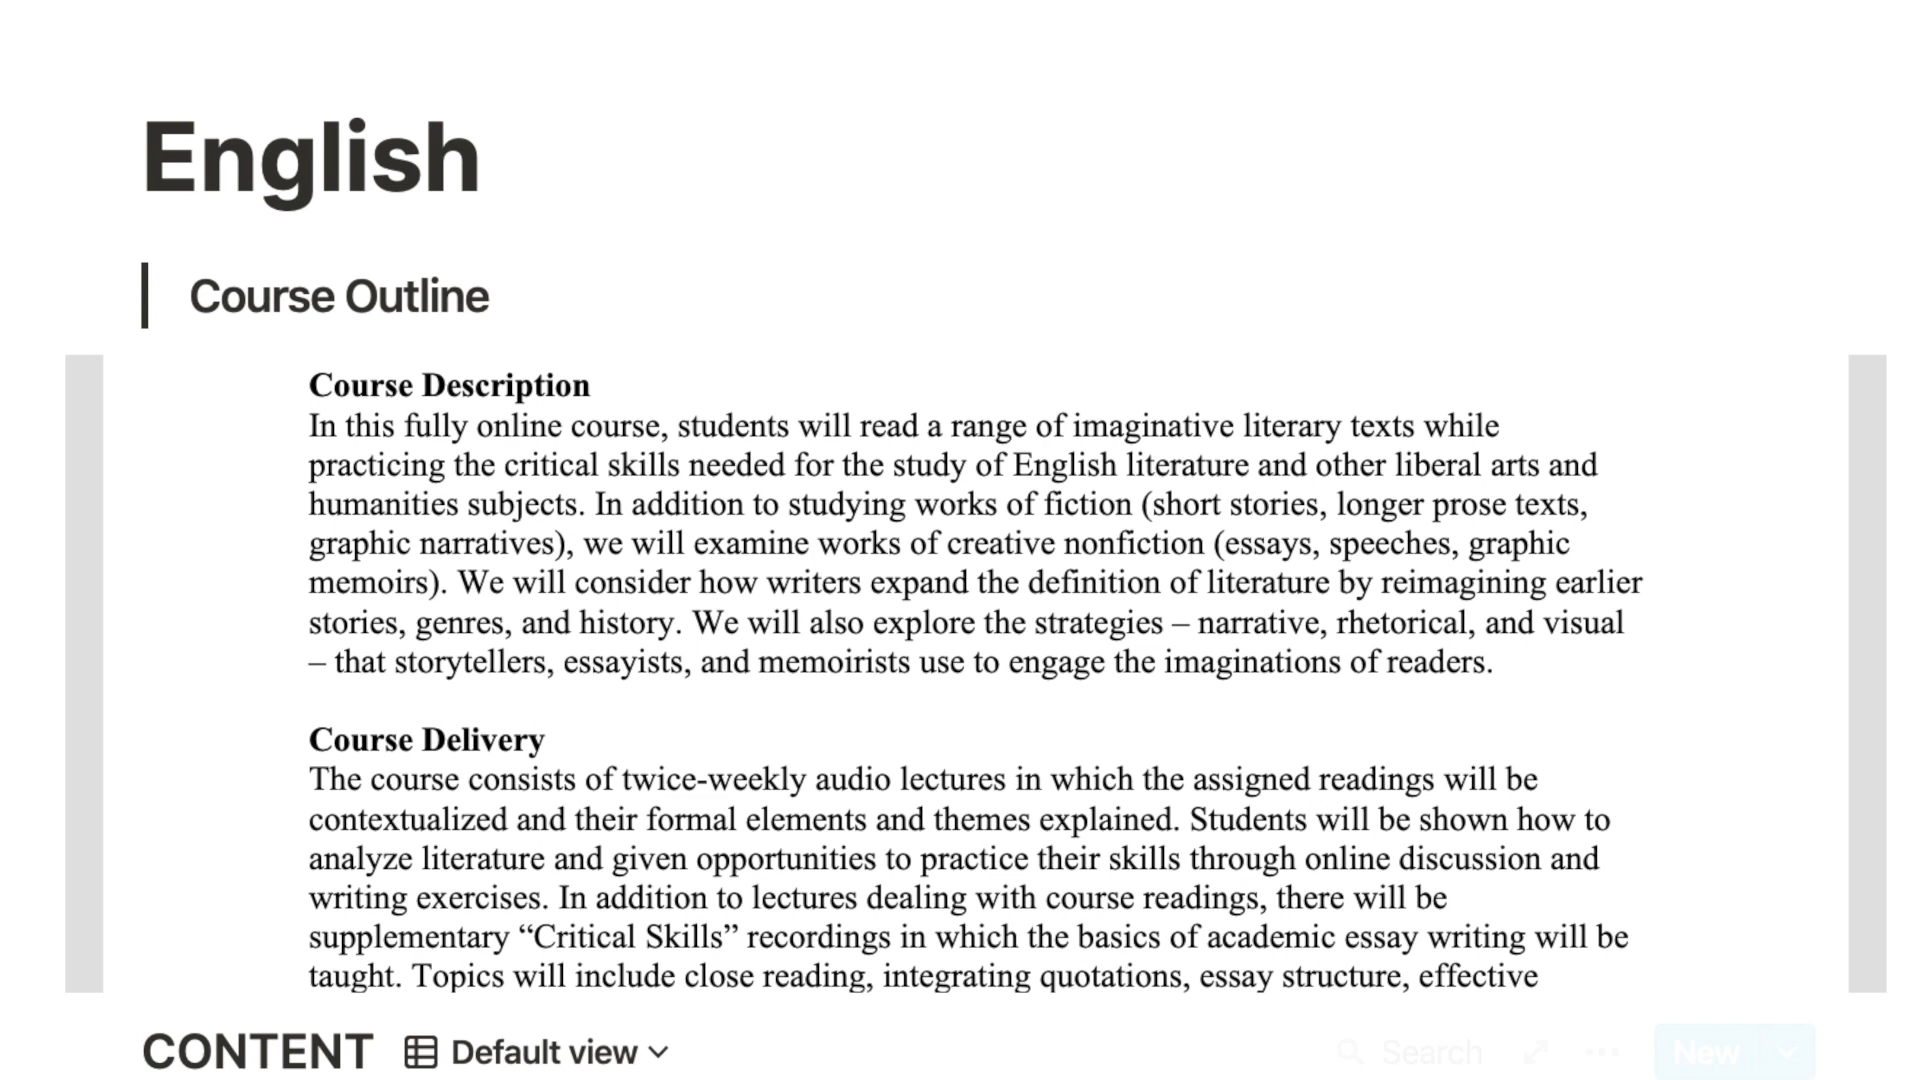 English
Course Outline
Course Description
In this fully online course, students will read a range of imaginative literary texts while
practicing the critical skills needed for the study of English literature and other liberal arts and
humanities subjects. In addition to studying works of fiction (short stories, longer prose texts,
graphic narratives), we will examine works of creative nonfiction (essays, speeches, graphic
memoirs). We will consider how writers expand the definition of literature by reimagining earlier
stories, genres, and history. We will also explore the strategies – narrative, rhetorical, and visual
– that storytellers, essayists, and memoirists use to engage the imaginations of readers.
Course Delivery
The course consists of twice-weekly audio lectures in which the assigned readings will be
contextualized and their formal elements and themes explained. Students will be shown how to
analyze literature and given opportunities to practice their skills through online discussion and
writing exercises. In addition to lectures dealing with course readings, there will be
supplementary “Critical Skills” recordings in which the basics of academic essay writing will be
taught. Topics will include close reading, integrating quotations, essay structure, effective
CONTENT Default view Search New